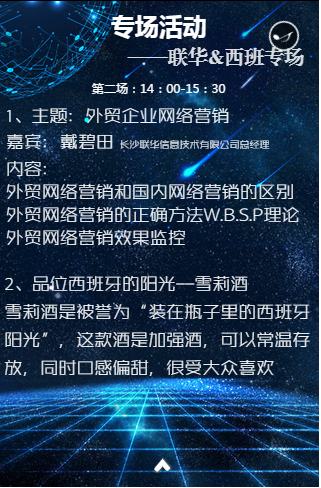 专场活动
——联华&西班专场
第二场：14：00-15：30
1、主题：外贸企业网络营销
嘉宾：戴碧田 长沙联华信息技术有限公司总经理
内容：
外贸网络营销和国内网络营销的区别
外贸网络营销的正确方法W.B.S.P理论
外贸网络营销效果监控
2、品位西班牙的阳光—雪莉酒
雪莉酒是被誉为“装在瓶子里的西班牙
阳光”，这款酒是加强酒，可以常温存
放，同时口感偏甜，很受大众喜欢